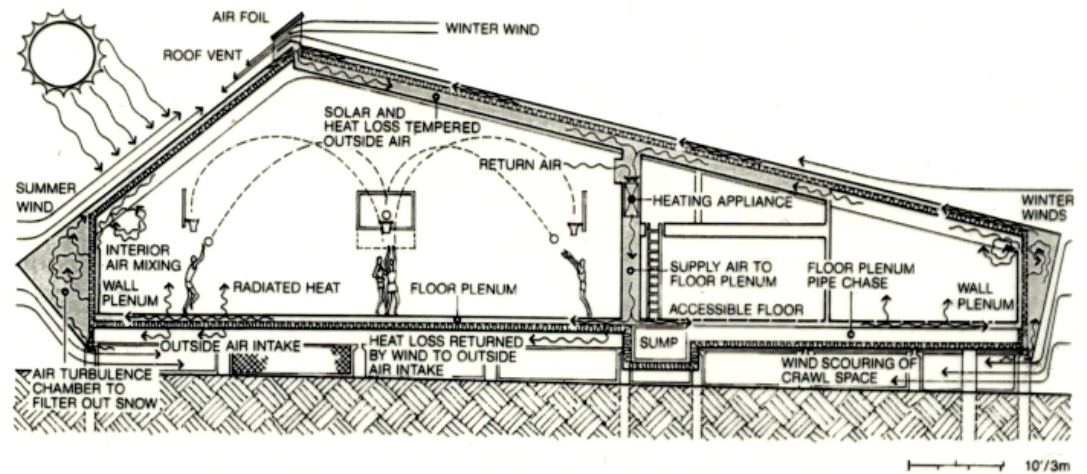 AIR FOIL
WINTER WIND
ROOF VENT
SOLAR AND
HEAT LOSS TEMPERED
OUTSIDE AIR
RETURN AIR
SUMMER
WIND
HEATING APPLIANCE
WINTER
WINDS
INTERIOR
AIR MIXING
WALL
PLENUM
RADIATED HEAT
FLOOR PLENUM
SUPPLY AIR TO
FLOOR PLENUM
FLOOR PLENUM
PIPE CHASE
WALL
PLENUM
ACCESSIBLE FLOOR
OUTSIDE AIR INTAKE
HEAT LOSS RETURNED
BY WIND TO OUTSIDE
AIR INTAKE
SUMP
WIND SCOURING OF
CRAWL SPACE
AIR TURBULENCE
CHAMBER TO
FILTER OUT SNOW
10'/3m